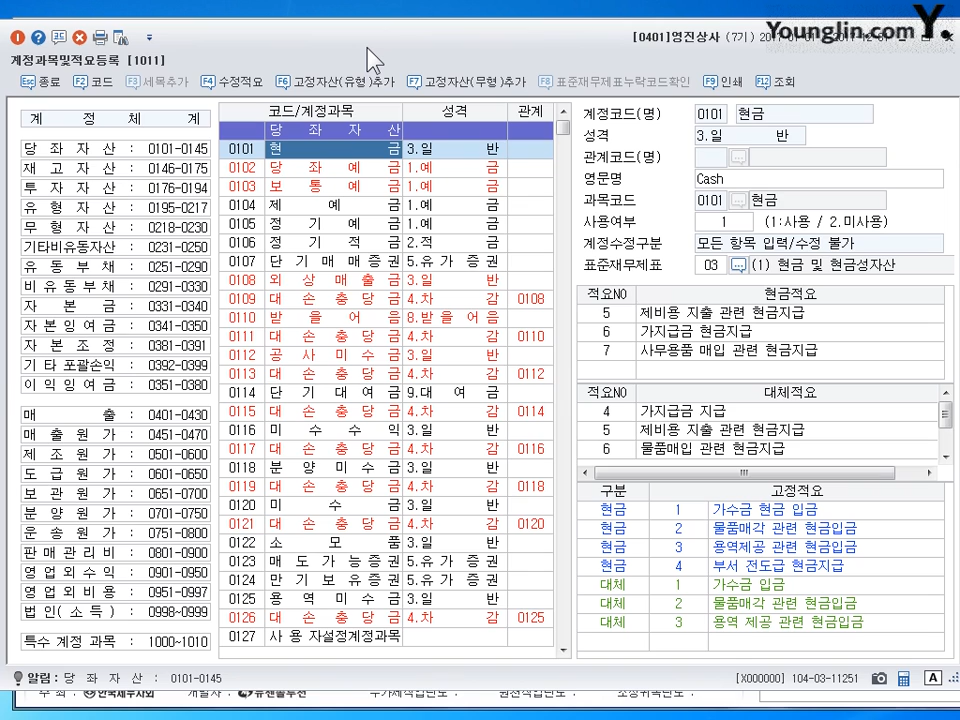 Younglin.com Y.
[0401]영진상사 (7기)
계정과목및적요등록 [1011]
Esc 종료 F2 코드 F3 세목추가 F4 수정적요 F6 고정자산(유형)추가 F7 고정자산(무형)추가 F8 표준재무제표누락코드확인 F9 인쇄 F12 조회
계 정 체 계
당 좌 자 산 : 0101-0145
재 고 자 산 : 0146-0175
투 자 자 산 : 0176-0194
유 형 자 산 : 0195-0217
무 형 자 산 : 0218-0230
기타비유동자산 : 0231-0250
유 동 부 채 : 0251-0290
비 유 동 부 채 : 0291-0330
자 본 금 : 0331-0340
자 본 잉 여 금 : 0341-0350
자 본 조 정 : 0381-0391
기 타 포괄손익 : 0392-0399
이 익 잉 여 금 : 0351-0380
매 출 : 0401-0430
매 출 원 가 : 0451-0470
제 조 원 가 : 0501-0600
도 급 원 가 : 0601-0650
보 관 원 가 : 0651-0700
분 양 원 가 : 0701-0750
운 송 원 가 : 0751-0800
판 매 관 리 비 : 0801-0900
영 업 외 수 익 : 0901-0950
영 업 외 비 용 : 0951-0997
법 인( 소 득 ) : 0998~0999
특수 계정 과목 : 1000~1010
코드/계정과목 성격 관계
당 좌 자 산
0101 현 금 3.일 반
0102 당 좌 예 금 1.예 금
0103 보 통 예 금 1.예 금
0104 제 예 금 1.예 금
0105 정 기 예 금 1.예 금
0106 정 기 적 금 2.적 금
0107 단 기 매 매 증 권 5.유 가 증 권
0108 외 상 매 출 금 3.일 반
0109 대 손 충 당 금 4.차 감 0108
0110 받 을 어 음 8.받 을 어 음
0111 대 손 충 당 금 4.차 감 0110
0112 공 사 미 수 금 3.일 반
0113 대 손 충 당 금 4.차 감 0112
0114 단 기 대 여 금 9.대 여 금
0115 대 손 충 당 금 4.차 감 0114
0116 미 수 수 익 3.일 반
0117 대 손 충 당 금 4.차 감 0116
0118 분 양 미 수 금 3.일 반
0119 대 손 충 당 금 4.차 감 0118
0120 미 수 금 3.일 반
0121 대 손 충 당 금 4.차 감 0120
0122 소 모 품 3.일 반
0123 매 도 가 능 증 권 5.유 가 증 권
0124 만 기 보 유 증 권 5.유 가 증 권
0125 용 역 미 수 금 3.일 반
0126 대 손 충 당 금 4.차 감 0125
0127 사 용 자설정계정과목
계정코드(명) 0101 현금
성격 3.일 반
관계코드(명)
영문명 Cash
과목코드 0101 현금
사용여부 1 (1:사용 / 2.미사용)
계정수정구분 모든 항목 입력/수정 불가
표준재무제표 03 (1) 현금 및 현금성자산
적요NO 현금적요
5 제비용 지출 관련 현금지급
6 가지급금 현금지급
7 사무용품 매입 관련 현금지급
적요NO 대체적요
4 가지급금 지급
5 제비용 지출 관련 현금지급
6 물품매입 관련 현금지급
구분 고정적요
현금 1 가수금 현금 입금
현금 2 물품매각 관련 현금입금
현금 3 용역제공 관련 현금입금
현금 4 부서 전도급 현금지급
대체 1 가수금 입금
대체 2 물품매각 관련 현금입금
대체 3 용역 제공 관련 현금입금
알림: 당 좌 자 산 : 0101-0145 [X000000] 104-03-11251 A